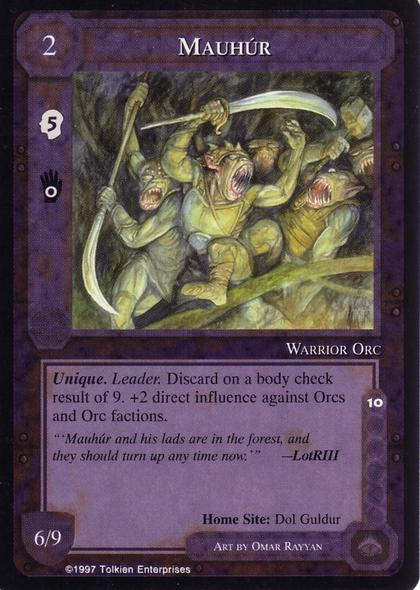 2
MAUHÚR
5
0
WARRIOR ORC
Unique. Leader. Discard on a body check
result of 9. +2 direct influence against Orcs
and Orc factions.
10
“‘Mauhúr and his lads are in the forest, and
they should turn up any time now.’” —LotRIII
Home Site: Dol Guldur
6/9
ART BY OMAR RAYYAN
©1997 Tolkien Enterprises